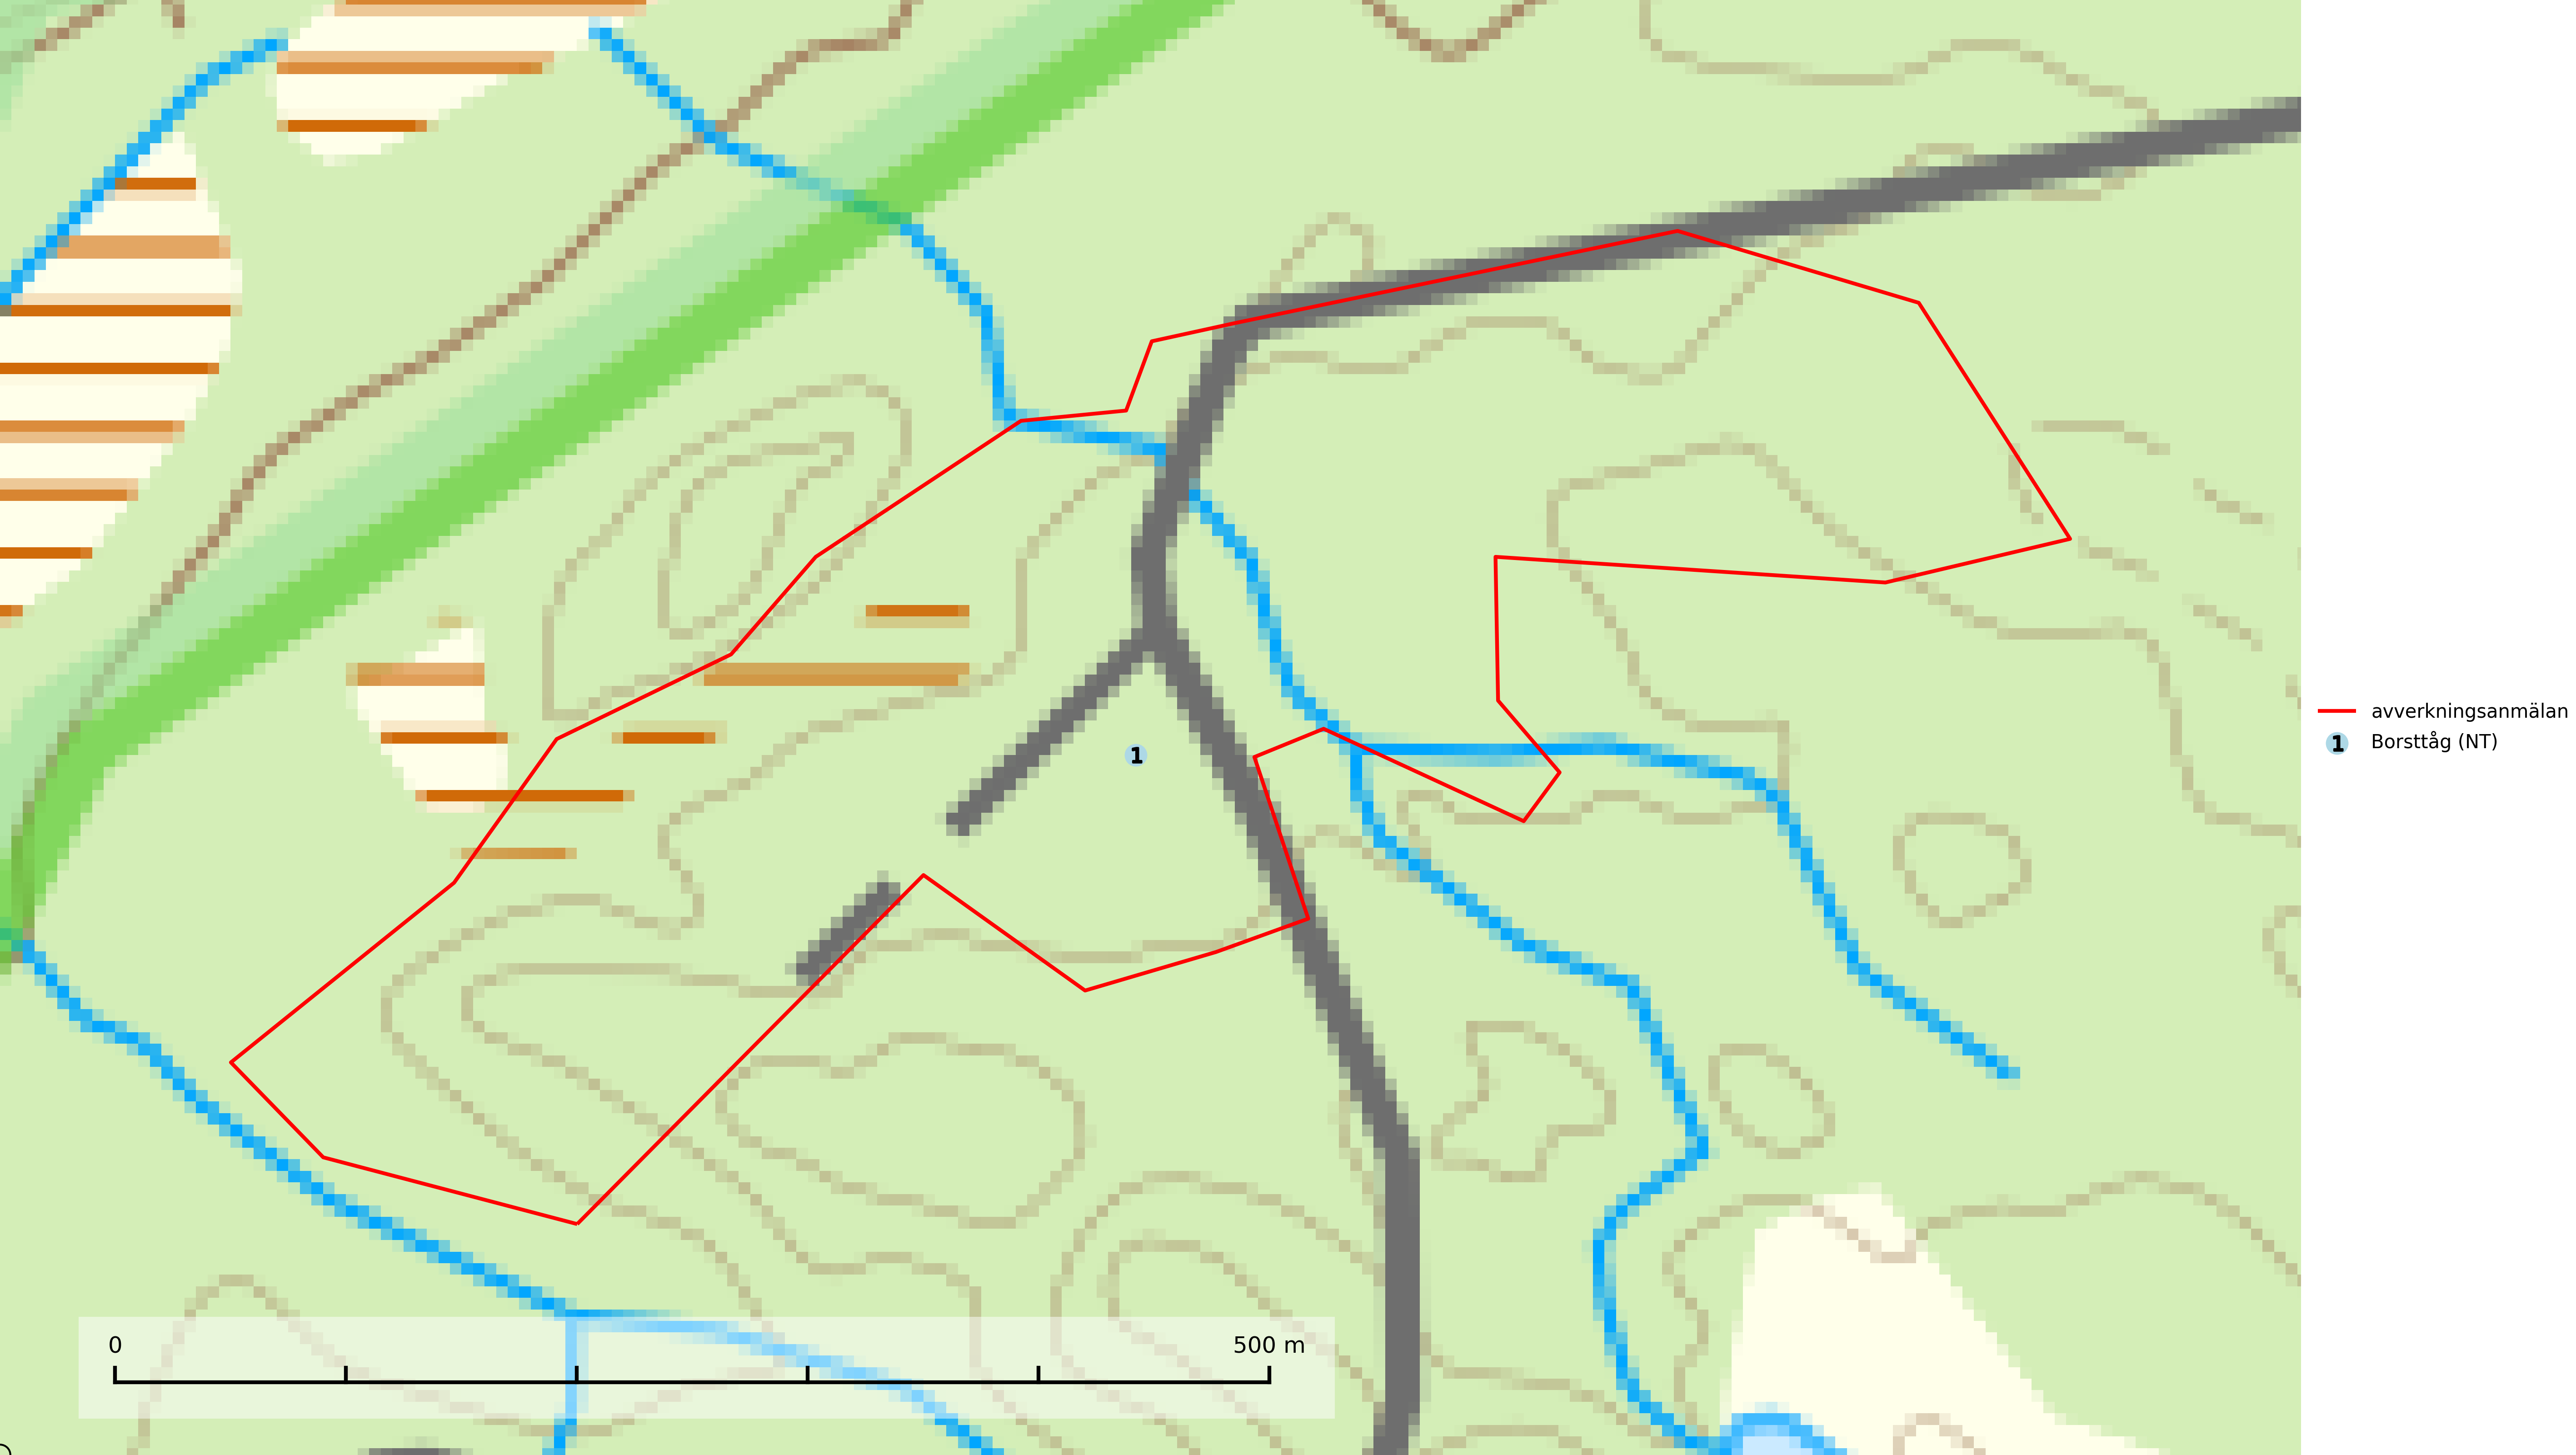 1
0 500 m
avverkningsanmälan
1 Borsttåg (NT)